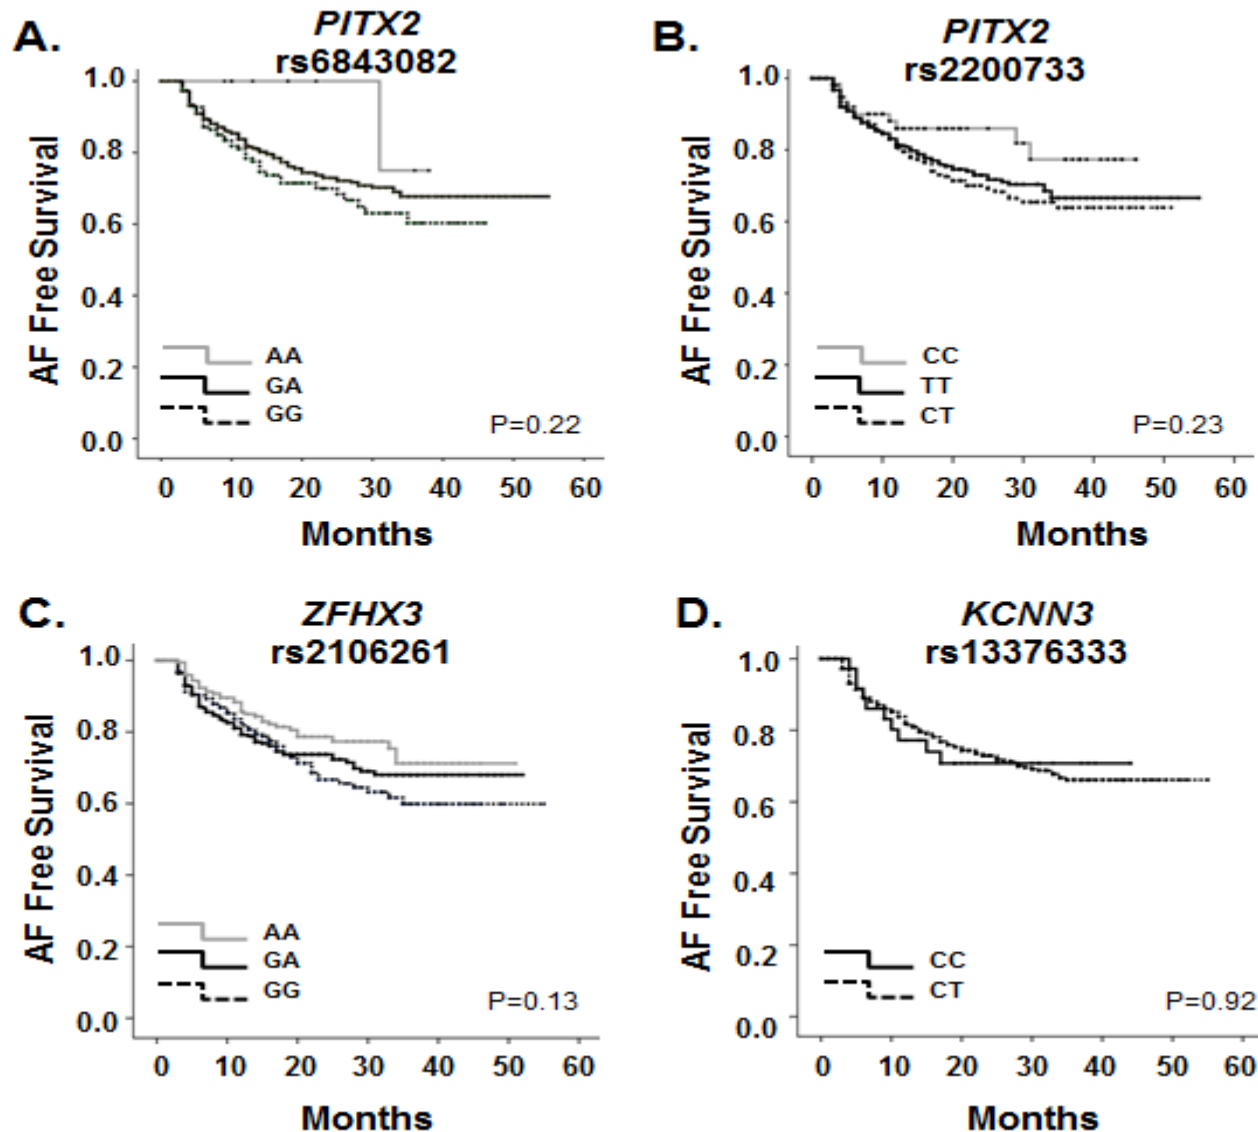 A.
PITX2
rs6843082
AF Free Survival
1.0
0.8
0.6
0.4
0.2
0.0
AA
GA
GG
P=0.22
0 10 20 30 40 50 60
Months
B.
PITX2
rs2200733
AF Free Survival
1.0
0.8
0.6
0.4
0.2
0.0
CC
TT
CT
P=0.23
0 10 20 30 40 50 60
Months
C.
ZFHX3
rs2106261
AF Free Survival
1.0
0.8
0.6
0.4
0.2
0.0
AA
GA
GG
P=0.13
0 10 20 30 40 50 60
Months
D.
KCNN3
rs13376333
AF Free Survival
1.0
0.8
0.6
0.4
0.2
0.0
CC
CT
P=0.92
0 10 20 30 40 50 60
Months